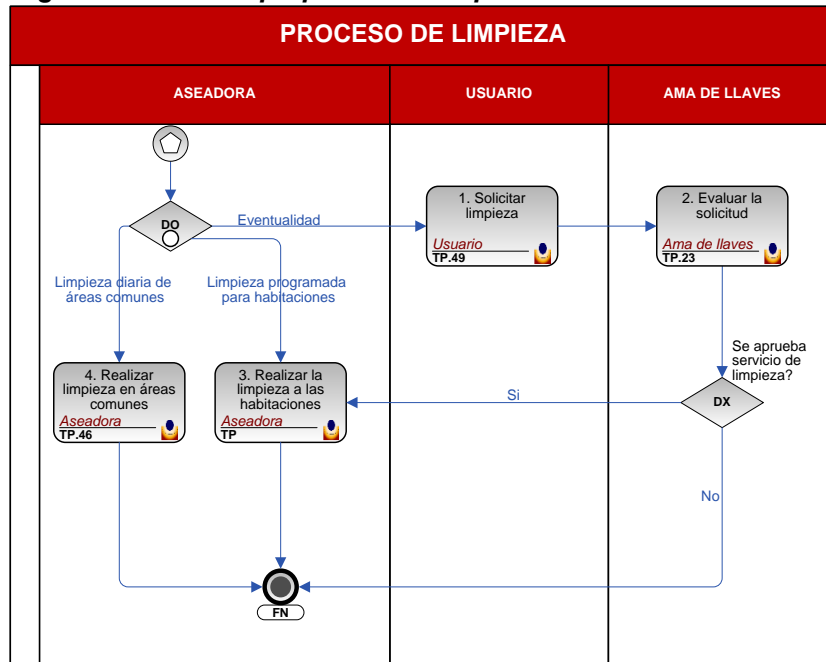 PROCESO DE LIMPIEZA
ASEADORA
USUARIO
AMA DE LLAVES
DO
Eventualidad
1. Solicitar
limpieza
Usuario
TP.49
2. Evaluar la
solicitud
Ama de llaves
TP.23
Limpieza diaria de
áreas comunes
Limpieza programada
para habitaciones
Se aprueba
servicio de
limpieza?
4. Realizar
limpieza en áreas
comunes
Aseadora
TP.46
3. Realizar la
limpieza a las
habitaciones
Aseadora
TP
Si
DX
No
FN